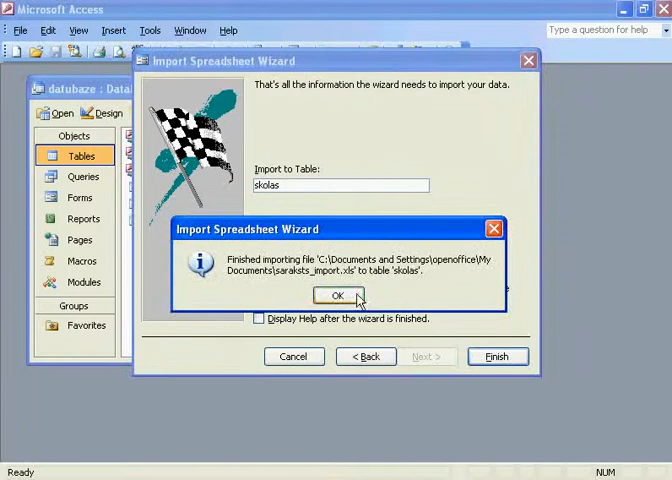 Microsoft Access
File Edit View Insert Tools Window Help
Type a question for help
Import Spreadsheet Wizard
That's all the information the wizard needs to import your data.
datubaze : Data
Open Design
Objects
Tables
Queries
Forms
Reports
Pages
Macros
Modules
Groups
Favorites
Import to Table:
skolas
Import Spreadsheet Wizard
Finished importing file 'C:\Documents and Settings\openoffice\My
Documents\saraksts_import.xls' to table 'skolas'.
OK
Display Help after the wizard is finished.
Cancel < Back Next > Finish
Ready
NUM